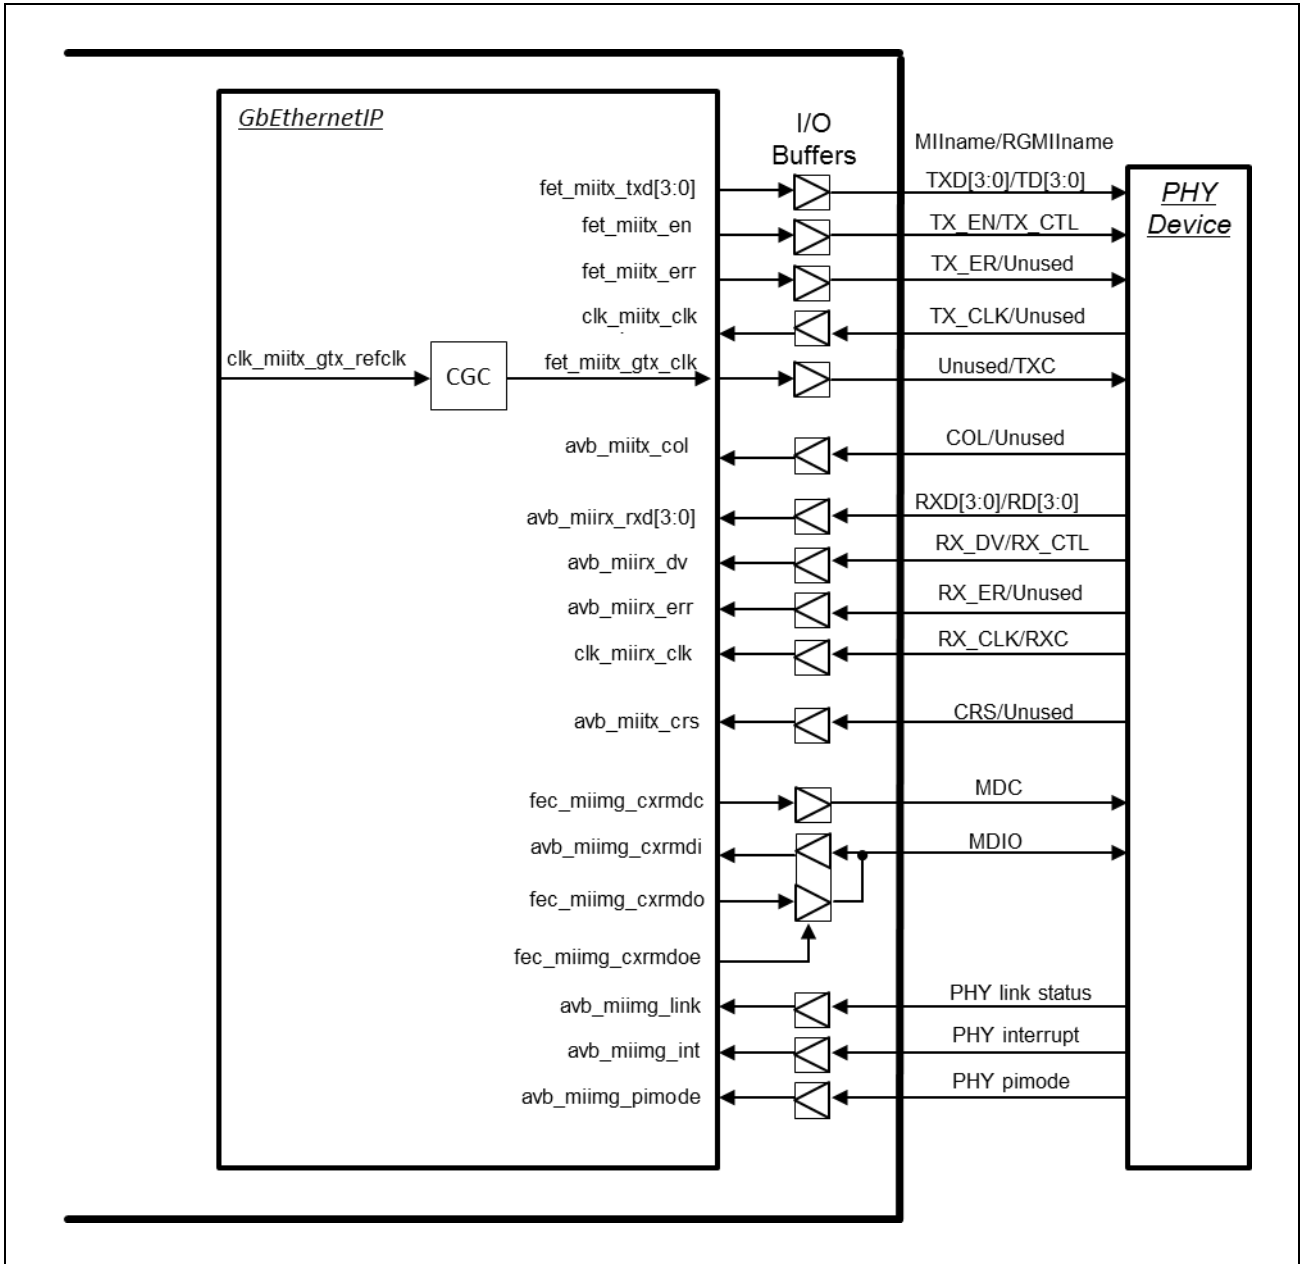 GbEthernetIP
I/O
Buffers
MIIname/RGMIIname
PHY
Device
fet_miitx_txd[3:0]
TXD[3:0]/TD[3:0]
fet_miitx_en
TX_EN/TX_CTL
fet_miitx_err
TX_ER/Unused
clk_miitx_clk
TX_CLK/Unused
clk_miitx_gtx_refclk
CGC
fet_miitx_gtx_clk
Unused/TXC
avb_miitx_col
COL/Unused
avb_miirx_rxd[3:0]
RXD[3:0]/RD[3:0]
avb_miirx_dv
RX_DV/RX_CTL
avb_miirx_err
RX_ER/Unused
clk_miirx_clk
RX_CLK/RXC
avb_miitx_crs
CRS/Unused
fec_miimg_cxrmdc
MDC
avb_miimg_cxrmdi
MDIO
fec_miimg_cxrmdo
fec_miimg_cxrmdoe
avb_miimg_link
PHY link status
avb_miimg_int
PHY interrupt
avb_miimg_pimode
PHY pimode